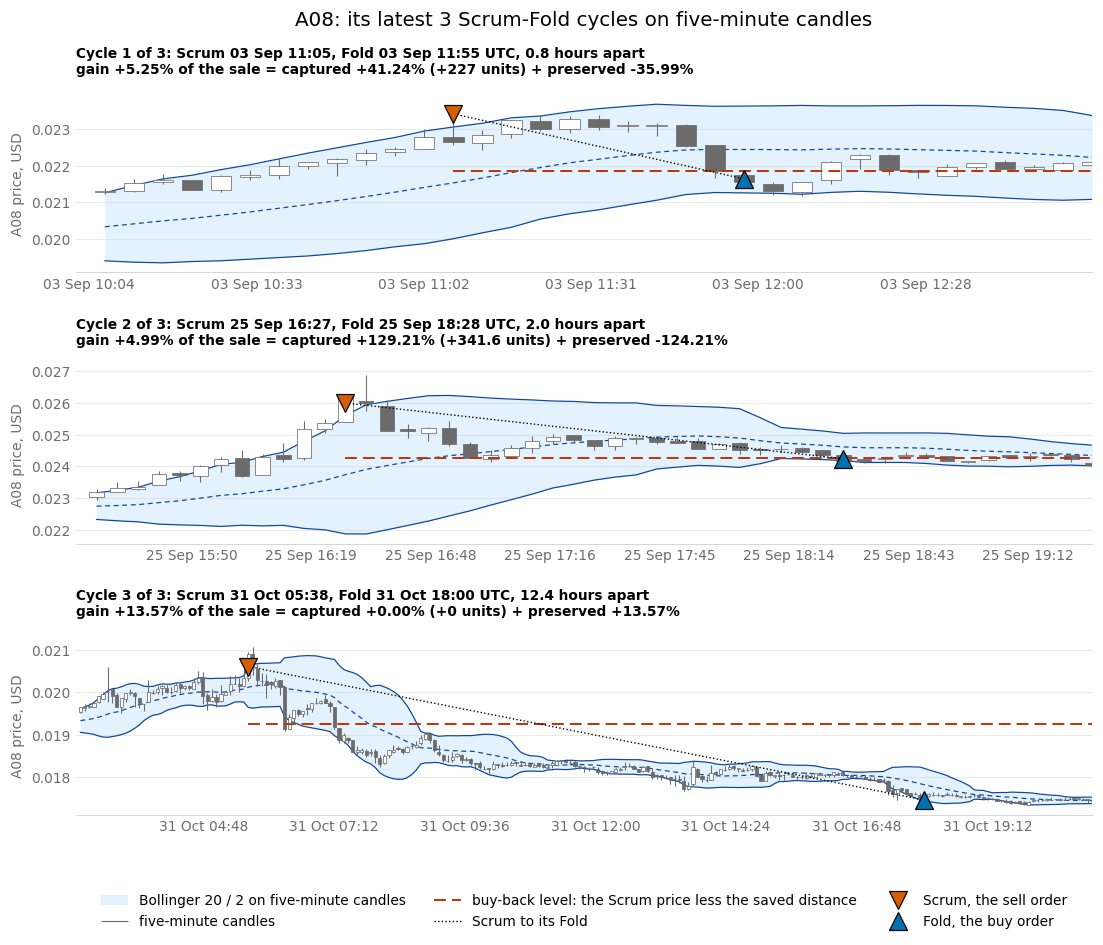 A08: its latest 3 Scrum-Fold cycles on five-minute candles
Cycle 1 of 3: Scrum 03 Sep 11:05, Fold 03 Sep 11:55 UTC, 0.8 hours apart
gain +5.25% of the sale = captured +41.24% (+227 units) + preserved -35.99%
A08 price, USD
0.023
0.022
0.021
0.020
03 Sep 10:04
03 Sep 10:33
03 Sep 11:02
03 Sep 11:31
03 Sep 12:00
03 Sep 12:28
Cycle 2 of 3: Scrum 25 Sep 16:27, Fold 25 Sep 18:28 UTC, 2.0 hours apart
gain +4.99% of the sale = captured +129.21% (+341.6 units) + preserved -124.21%
A08 price, USD
0.027
0.026
0.025
0.024
0.023
0.022
25 Sep 15:50
25 Sep 16:19
25 Sep 16:48
25 Sep 17:16
25 Sep 17:45
25 Sep 18:14
25 Sep 18:43
25 Sep 19:12
Cycle 3 of 3: Scrum 31 Oct 05:38, Fold 31 Oct 18:00 UTC, 12.4 hours apart
gain +13.57% of the sale = captured +0.00% (+0 units) + preserved +13.57%
A08 price, USD
0.021
0.020
0.019
0.018
31 Oct 04:48
31 Oct 07:12
31 Oct 09:36
31 Oct 12:00
31 Oct 14:24
31 Oct 16:48
31 Oct 19:12
Bollinger 20 / 2 on five-minute candles
five-minute candles
buy-back level: the Scrum price less the saved distance
Scrum to its Fold
Scrum, the sell order
Fold, the buy order